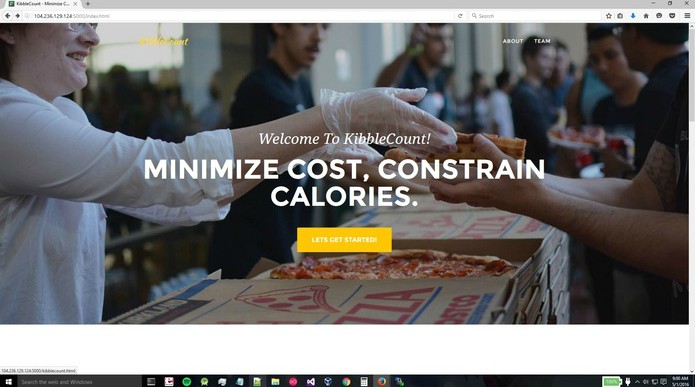 KibbleCount - Minimize C...
104.236.129.124:5000/index.html
Search
KibbleCount
ABOUT TEAM
Welcome To KibbleCount!
MINIMIZE COST, CONSTRAIN
CALORIES.
LETS GET STARTED!
PIZZA
104.236.129.124:5000/kibblecount.html
Search the web and Windows
100%
9:00 AM
5/1/2016